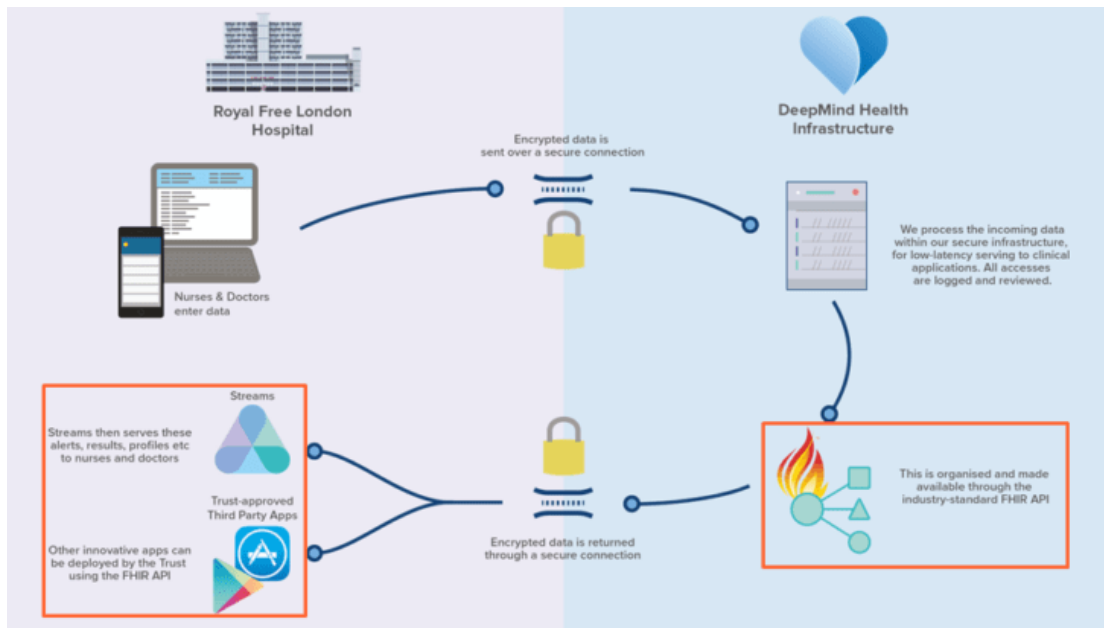 Royal Free London
Hospital
DeepMind Health
Infrastructure
Encrypted data is
sent over a secure connection
Nurses & Doctors
enter data
We process the incoming data
within our secure infrastructure,
for low-latency serving to clinical
applications. All accesses
are logged and reviewed.
Streams
Streams then serves these
alerts, results, profiles etc
to nurses and doctors
Trust-approved
Third Party Apps
Other innovative apps can
be deployed by the Trust
using the FHIR API
Encrypted data is returned
through a secure connection
This is organised and made
available through the
industry-standard FHIR API